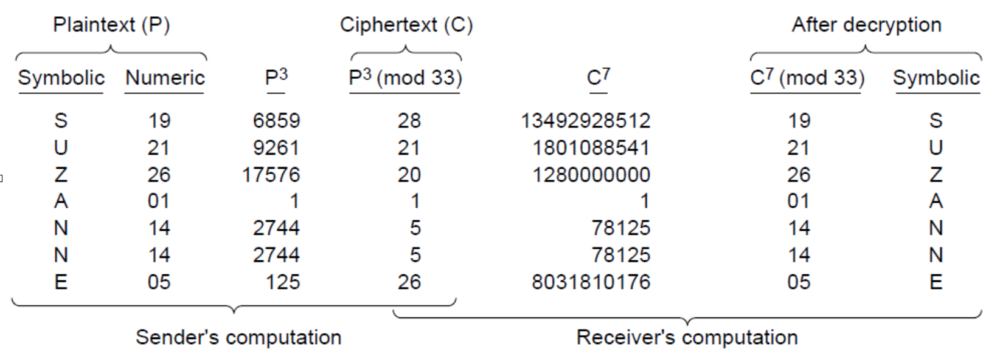 Plaintext (P) Ciphertext (C) After decryption
Symbolic Numeric P³ P³ (mod 33) C⁷ C⁷ (mod 33) Symbolic
S 19 6859 28 13492928512 19 S
U 21 9261 21 1801088541 21 U
Z 26 17576 20 1280000000 26 Z
A 01 1 1 1 01 A
N 14 2744 5 78125 14 N
N 14 2744 5 78125 14 N
E 05 125 26 8031810176 05 E
Sender's computation Receiver's computation